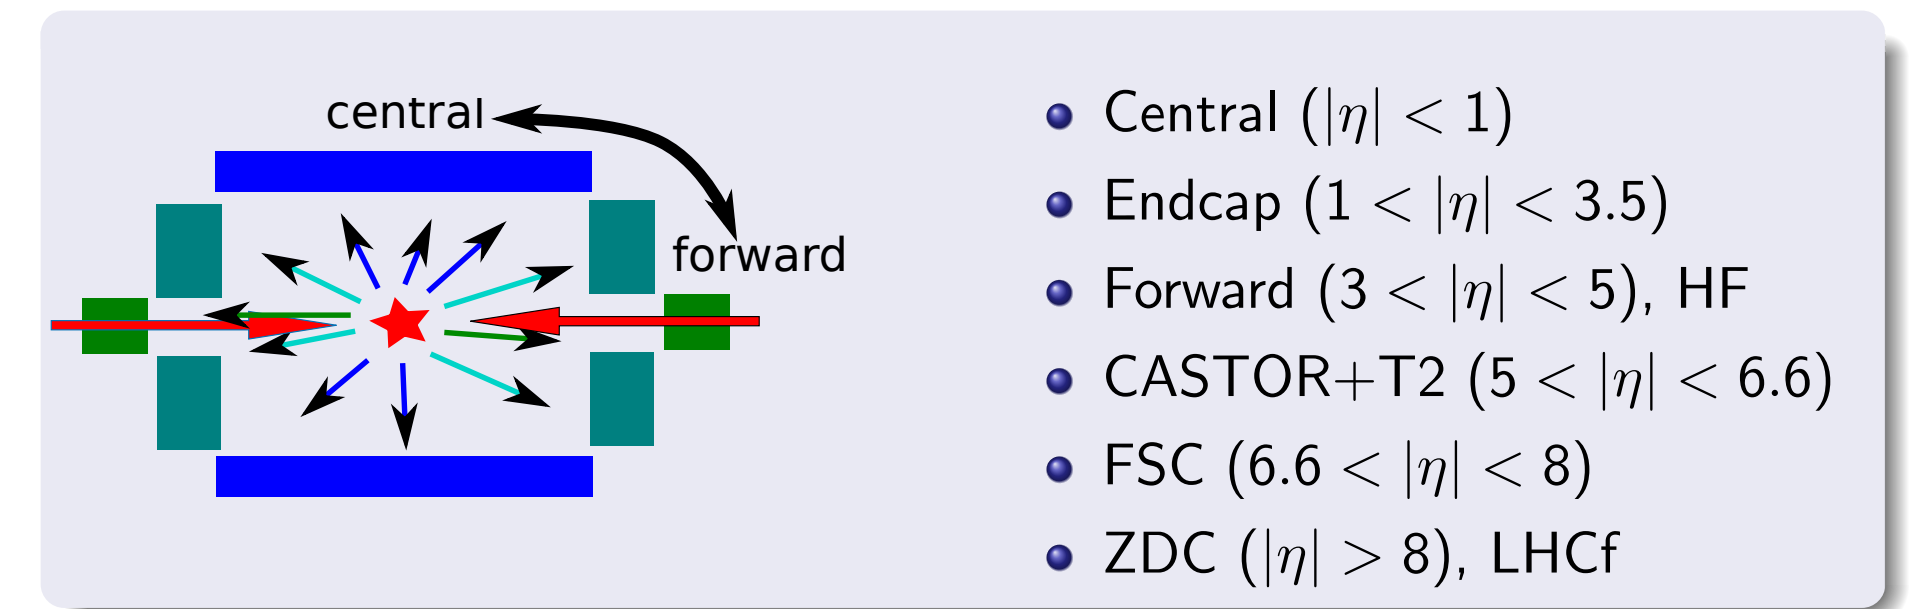 central
forward
Central (|η| < 1)
Endcap (1 < |η| < 3.5)
Forward (3 < |η| < 5), HF
CASTOR+T2 (5 < |η| < 6.6)
FSC (6.6 < |η| < 8)
ZDC (|η| > 8), LHCf